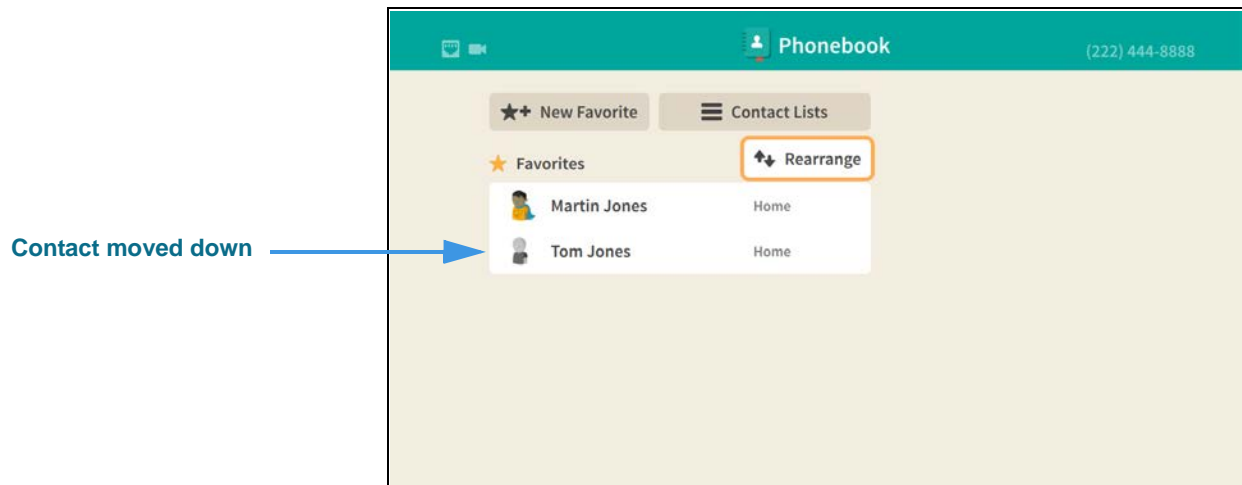 Phonebook
(222) 444-8888
New Favorite
Contact Lists
Favorites
Rearrange
Martin Jones Home
Contact moved down
Tom Jones Home